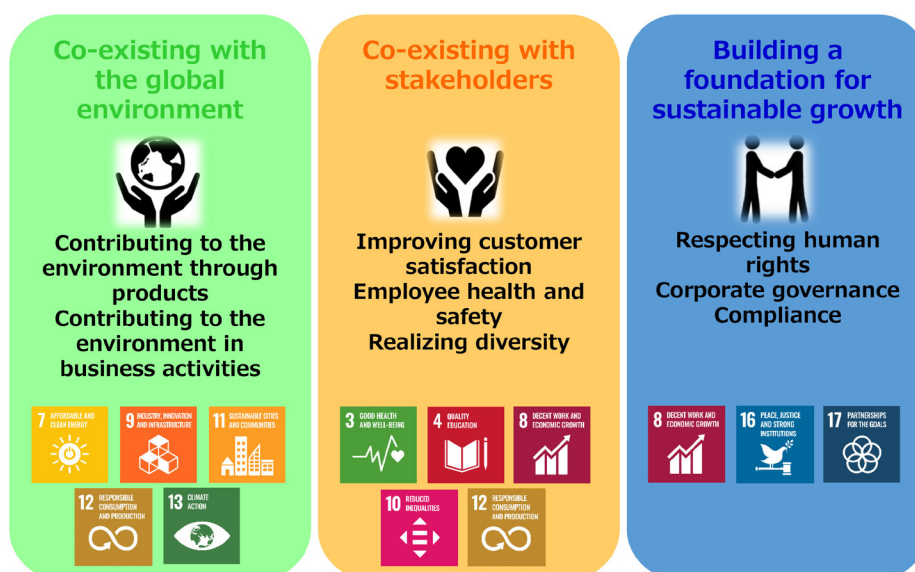 Co-existing with
the global
environment
Contributing to the
environment through
products
Contributing to the
environment in
business activities
7 AFFORDABLE AND
CLEAN ENERGY
9 INDUSTRY, INNOVATION
AND INFRASTRUCTURE
11 SUSTAINABLE CITIES
AND COMMUNITIES
12 RESPONSIBLE
CONSUMPTION
AND PRODUCTION
13 CLIMATE
ACTION
Co-existing with
stakeholders
Improving customer
satisfaction
Employee health and
safety
Realizing diversity
3 GOOD HEALTH
AND WELL-BEING
4 QUALITY
EDUCATION
8 DECENT WORK AND
ECONOMIC GROWTH
10 REDUCED
INEQUALITIES
12 RESPONSIBLE
CONSUMPTION
AND PRODUCTION
Building a
foundation for
sustainable growth
Respecting human
rights
Corporate governance
Compliance
8 DECENT WORK AND
ECONOMIC GROWTH
16 PEACE, JUSTICE
AND STRONG
INSTITUTIONS
17 PARTNERSHIPS
FOR THE GOALS